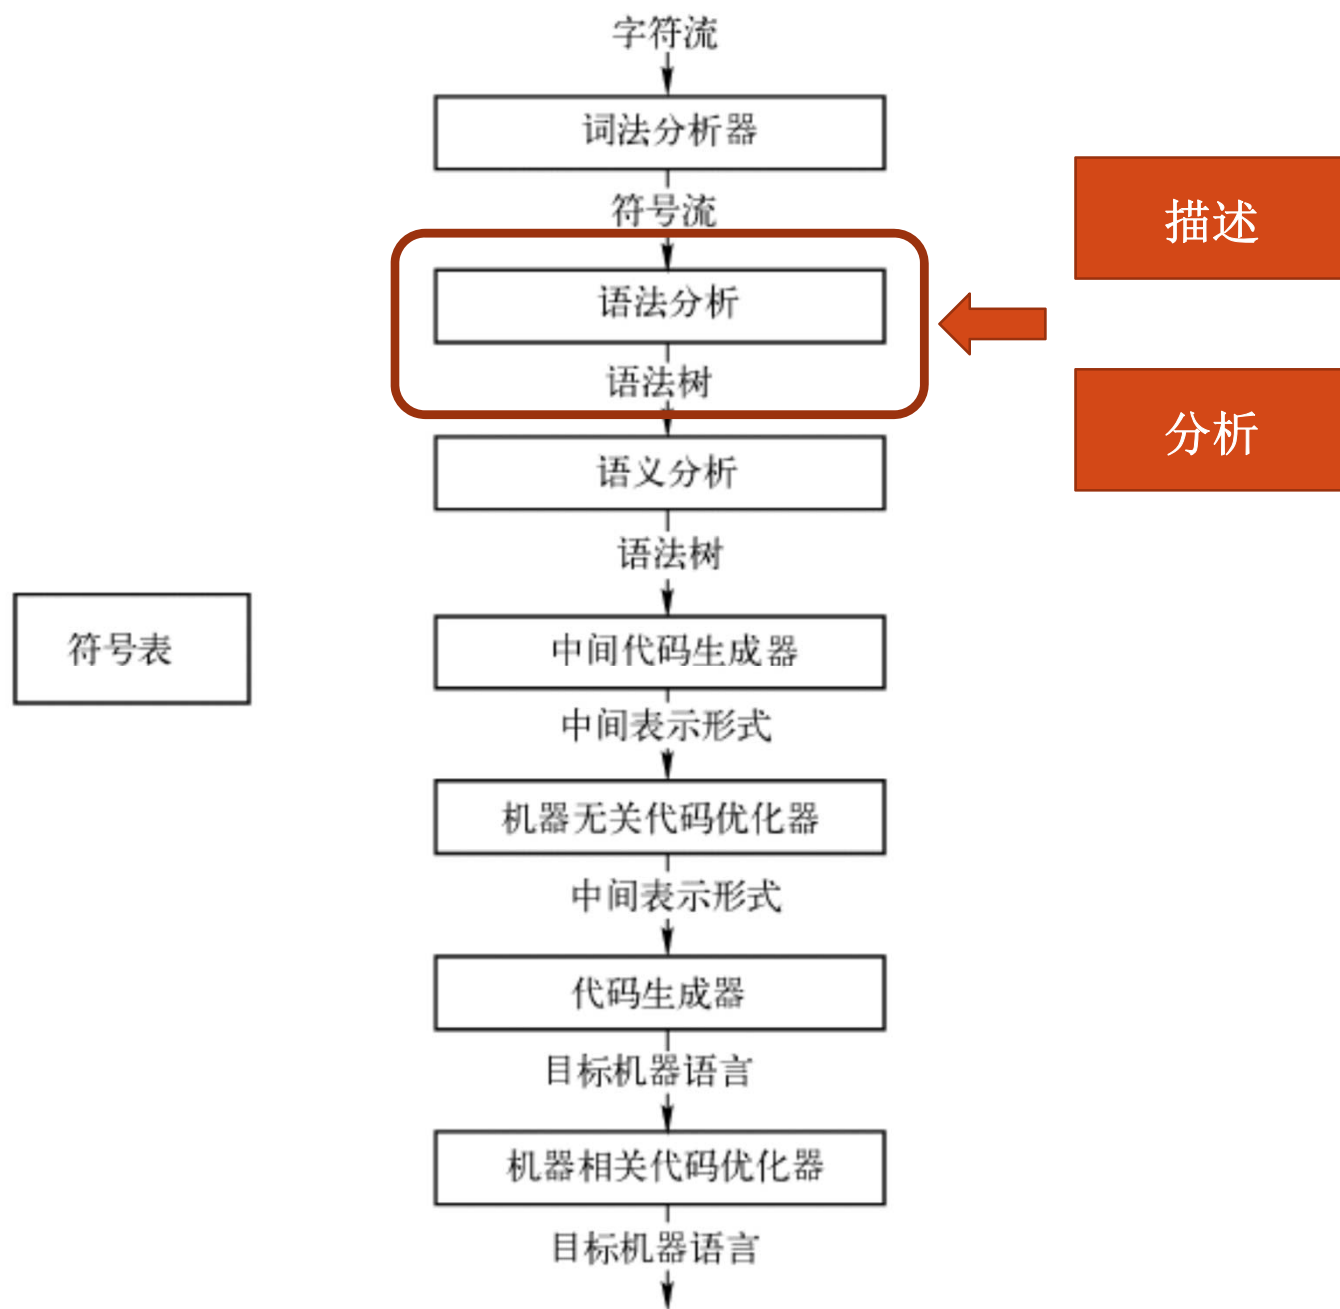 字符流
词法分析器
符号流
描述
语法分析
语法树
分析
语义分析
语法树
符号表
中间代码生成器
中间表示形式
机器无关代码优化器
中间表示形式
代码生成器
目标机器语言
机器相关代码优化器
目标机器语言